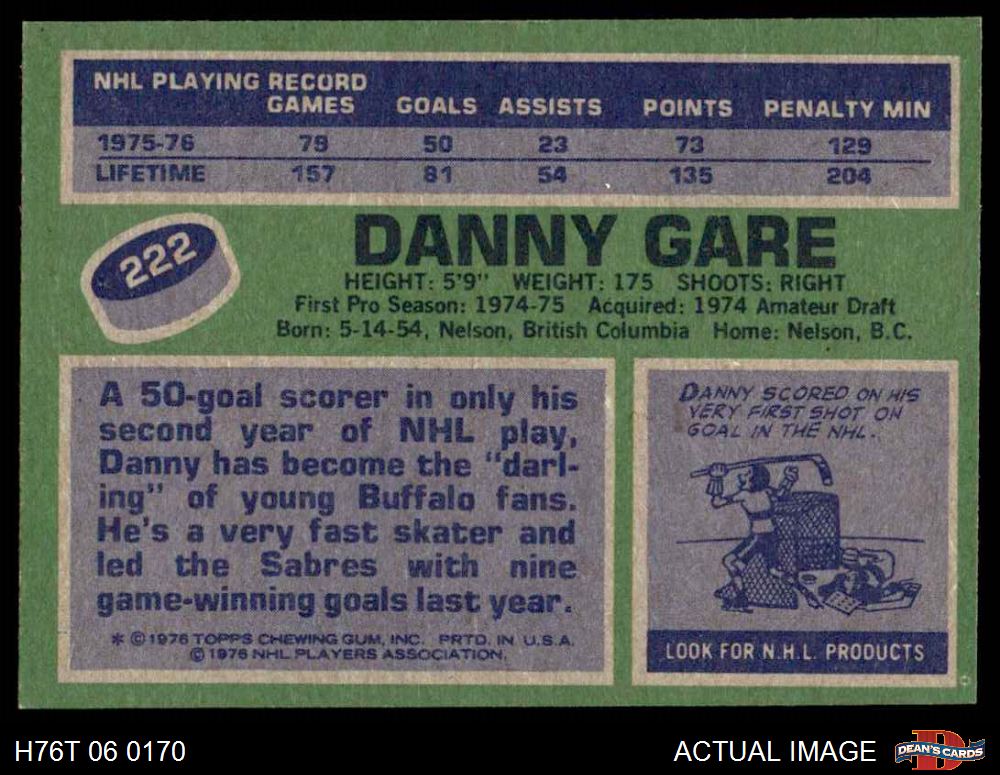 NHL PLAYING RECORD
GAMES GOALS ASSISTS POINTS PENALTY MIN
1975-76 79 50 23 73 129
LIFETIME 157 81 54 135 204
222
DANNY GARE
HEIGHT: 5'9" WEIGHT: 175 SHOOTS: RIGHT
First Pro Season: 1974-75 Acquired: 1974 Amateur Draft
Born: 5-14-54, Nelson, British Columbia Home: Nelson, B.C.
A 50-goal scorer in only his
second year of NHL play,
Danny has become the "darl-
ing" of young Buffalo fans.
He's a very fast skater and
led the Sabres with nine
game-winning goals last year.
* © 1976 TOPPS CHEWING GUM, INC. PRTD. IN U.S.A.
© 1976 NHL PLAYERS ASSOCIATION.
DANNY SCORED ON HIS
VERY FIRST SHOT ON
GOAL IN THE NHL.
LOOK FOR N.H.L. PRODUCTS
H76T 06 0170
ACTUAL IMAGE
D
DEAN'S CARDS